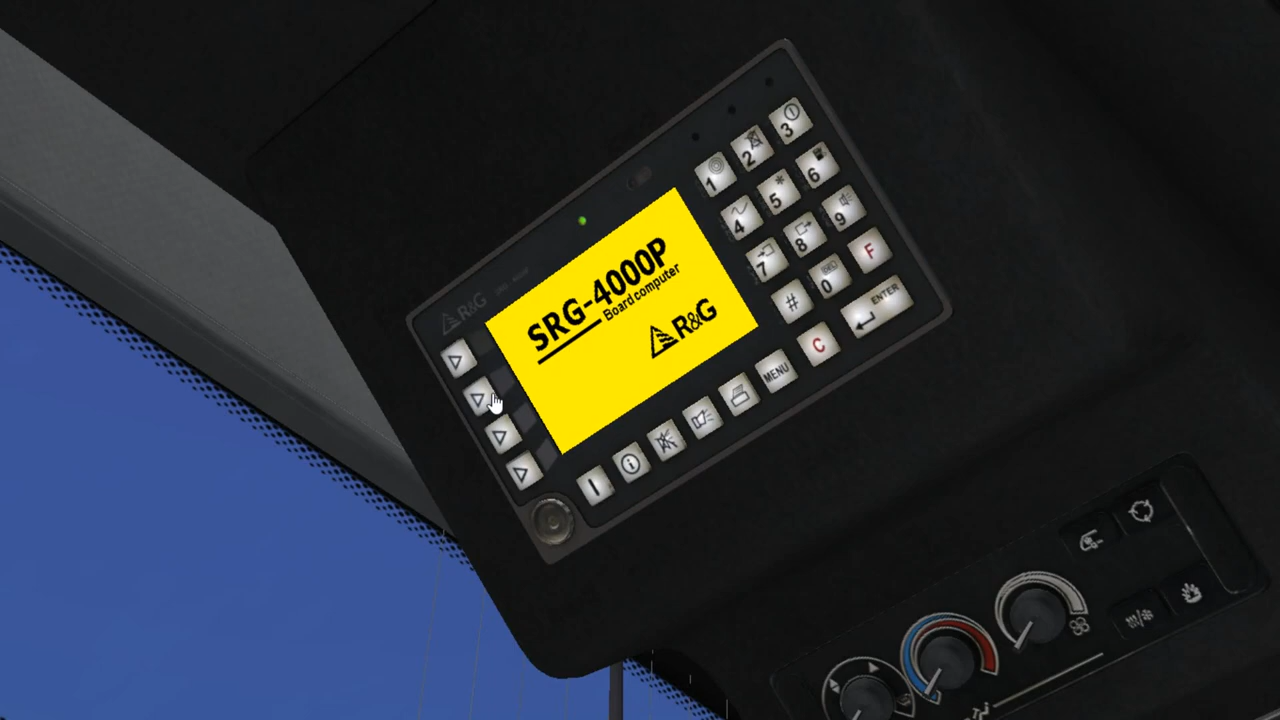 R&G
SRG-4000P
Board computer
R&G
1
2
3
4
5
6
7
8
9
#
0
F
C
ENTER
MENU